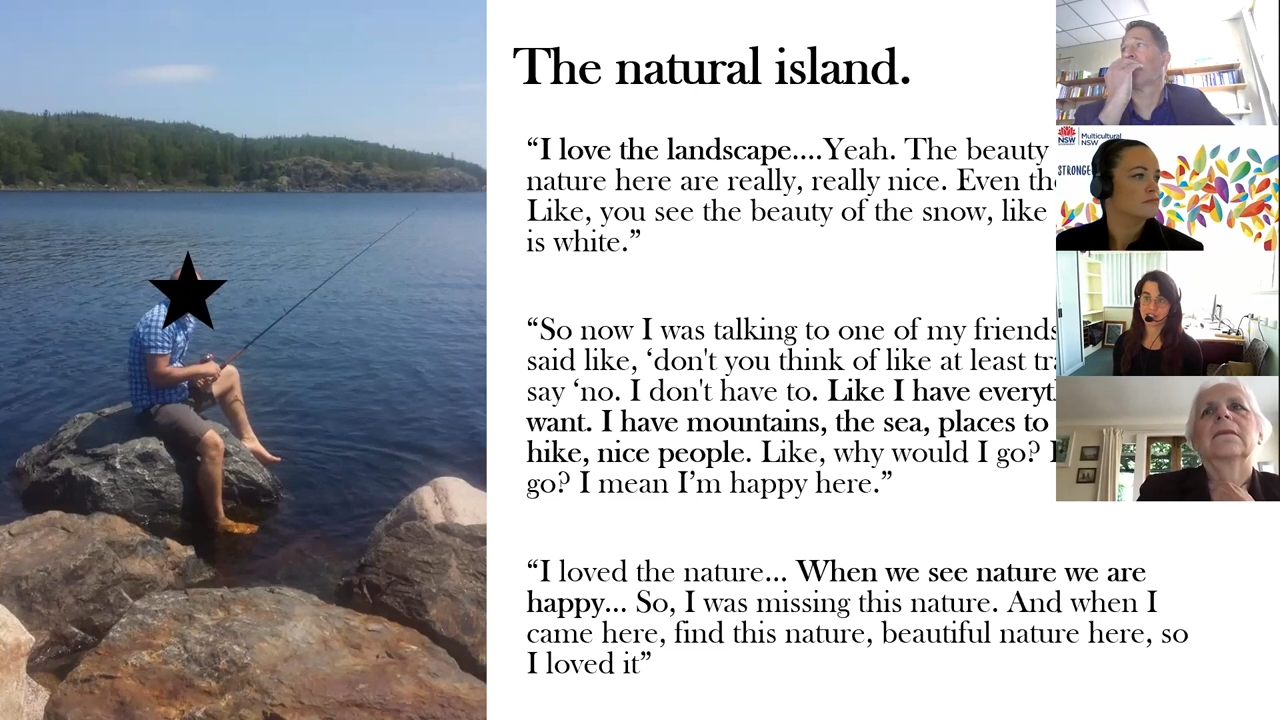 The natural island.
“I love the landscape....Yeah. The beauty
nature here are really, really nice. Even
Like, you see the beauty of the snow, like
is white.”
“So now I was talking to one of my friends
said like, ‘don't you think of like at least
say ‘no. I don't have to. Like I have
want. I have mountains, the sea, places to
hike, nice people. Like, why would I go?
go? I mean I’m happy here.”
“I loved the nature... When we see nature we are
happy... So, I was missing this nature. And when I
came here, find this nature, beautiful nature here, so
I loved it”
NSW
Multicultural
NSW
STRONGE